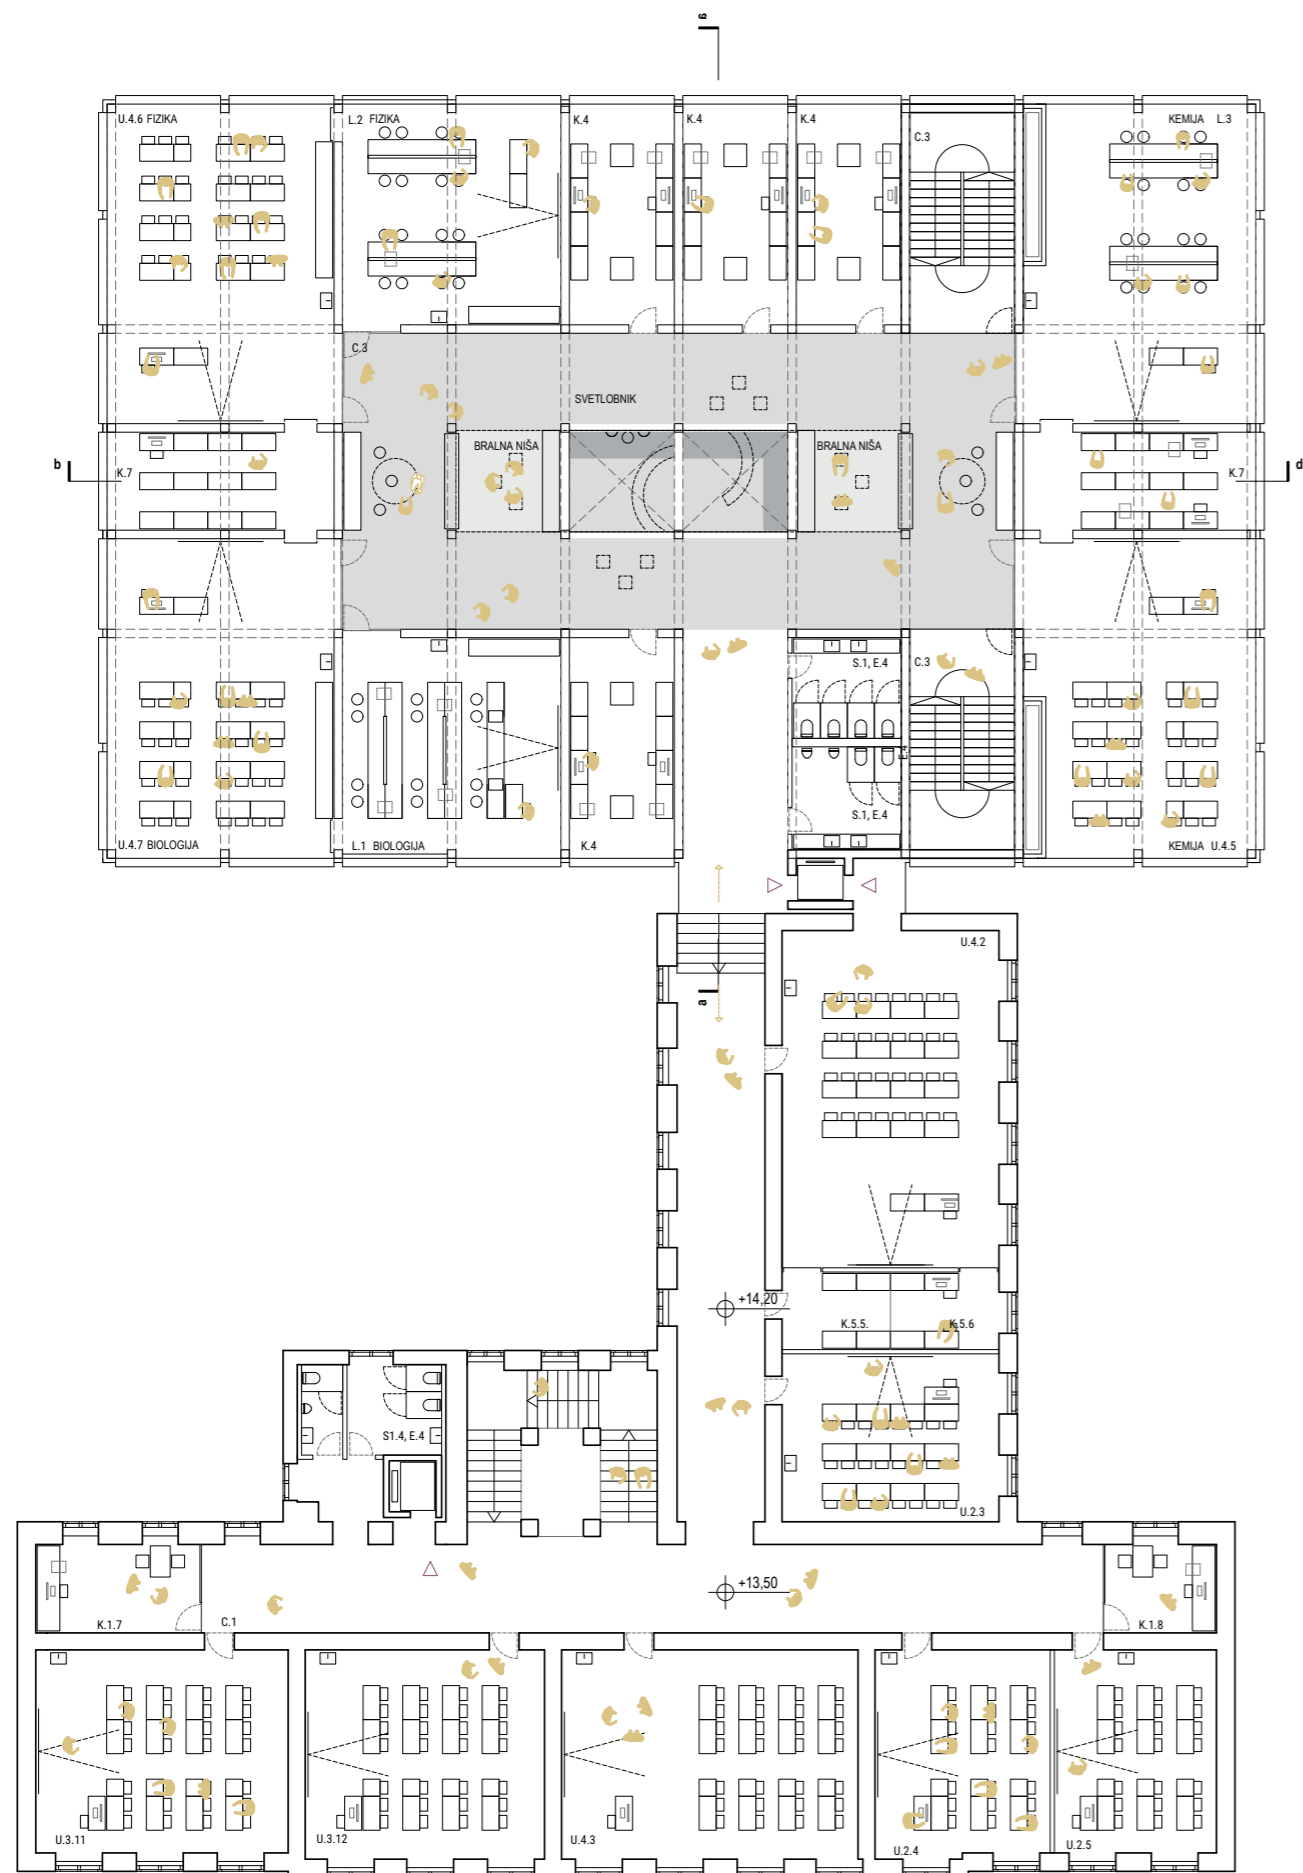 a
U.4.6 FIZIKA
L.2 FIZIKA
K.4
K.4
K.4
C.3
KEMIJA L.3
C.3
SVETLOBNIK
BRALNA NIŠA
BRALNA NIŠA
b
K.7
K.7
d
S.1, E.4
C.3
S.1, E.4
U.4.7 BIOLOGIJA
L.1 BIOLOGIJA
K.4
KEMIJA U.4.5
U.4.2
a
+14,20
K.5.5.
K.5.6
S1.4, E.4
U.2.3
+13,50
K.1.7
C.1
K.1.8
U.3.11
U.3.12
U.4.3
U.2.4
U.2.5